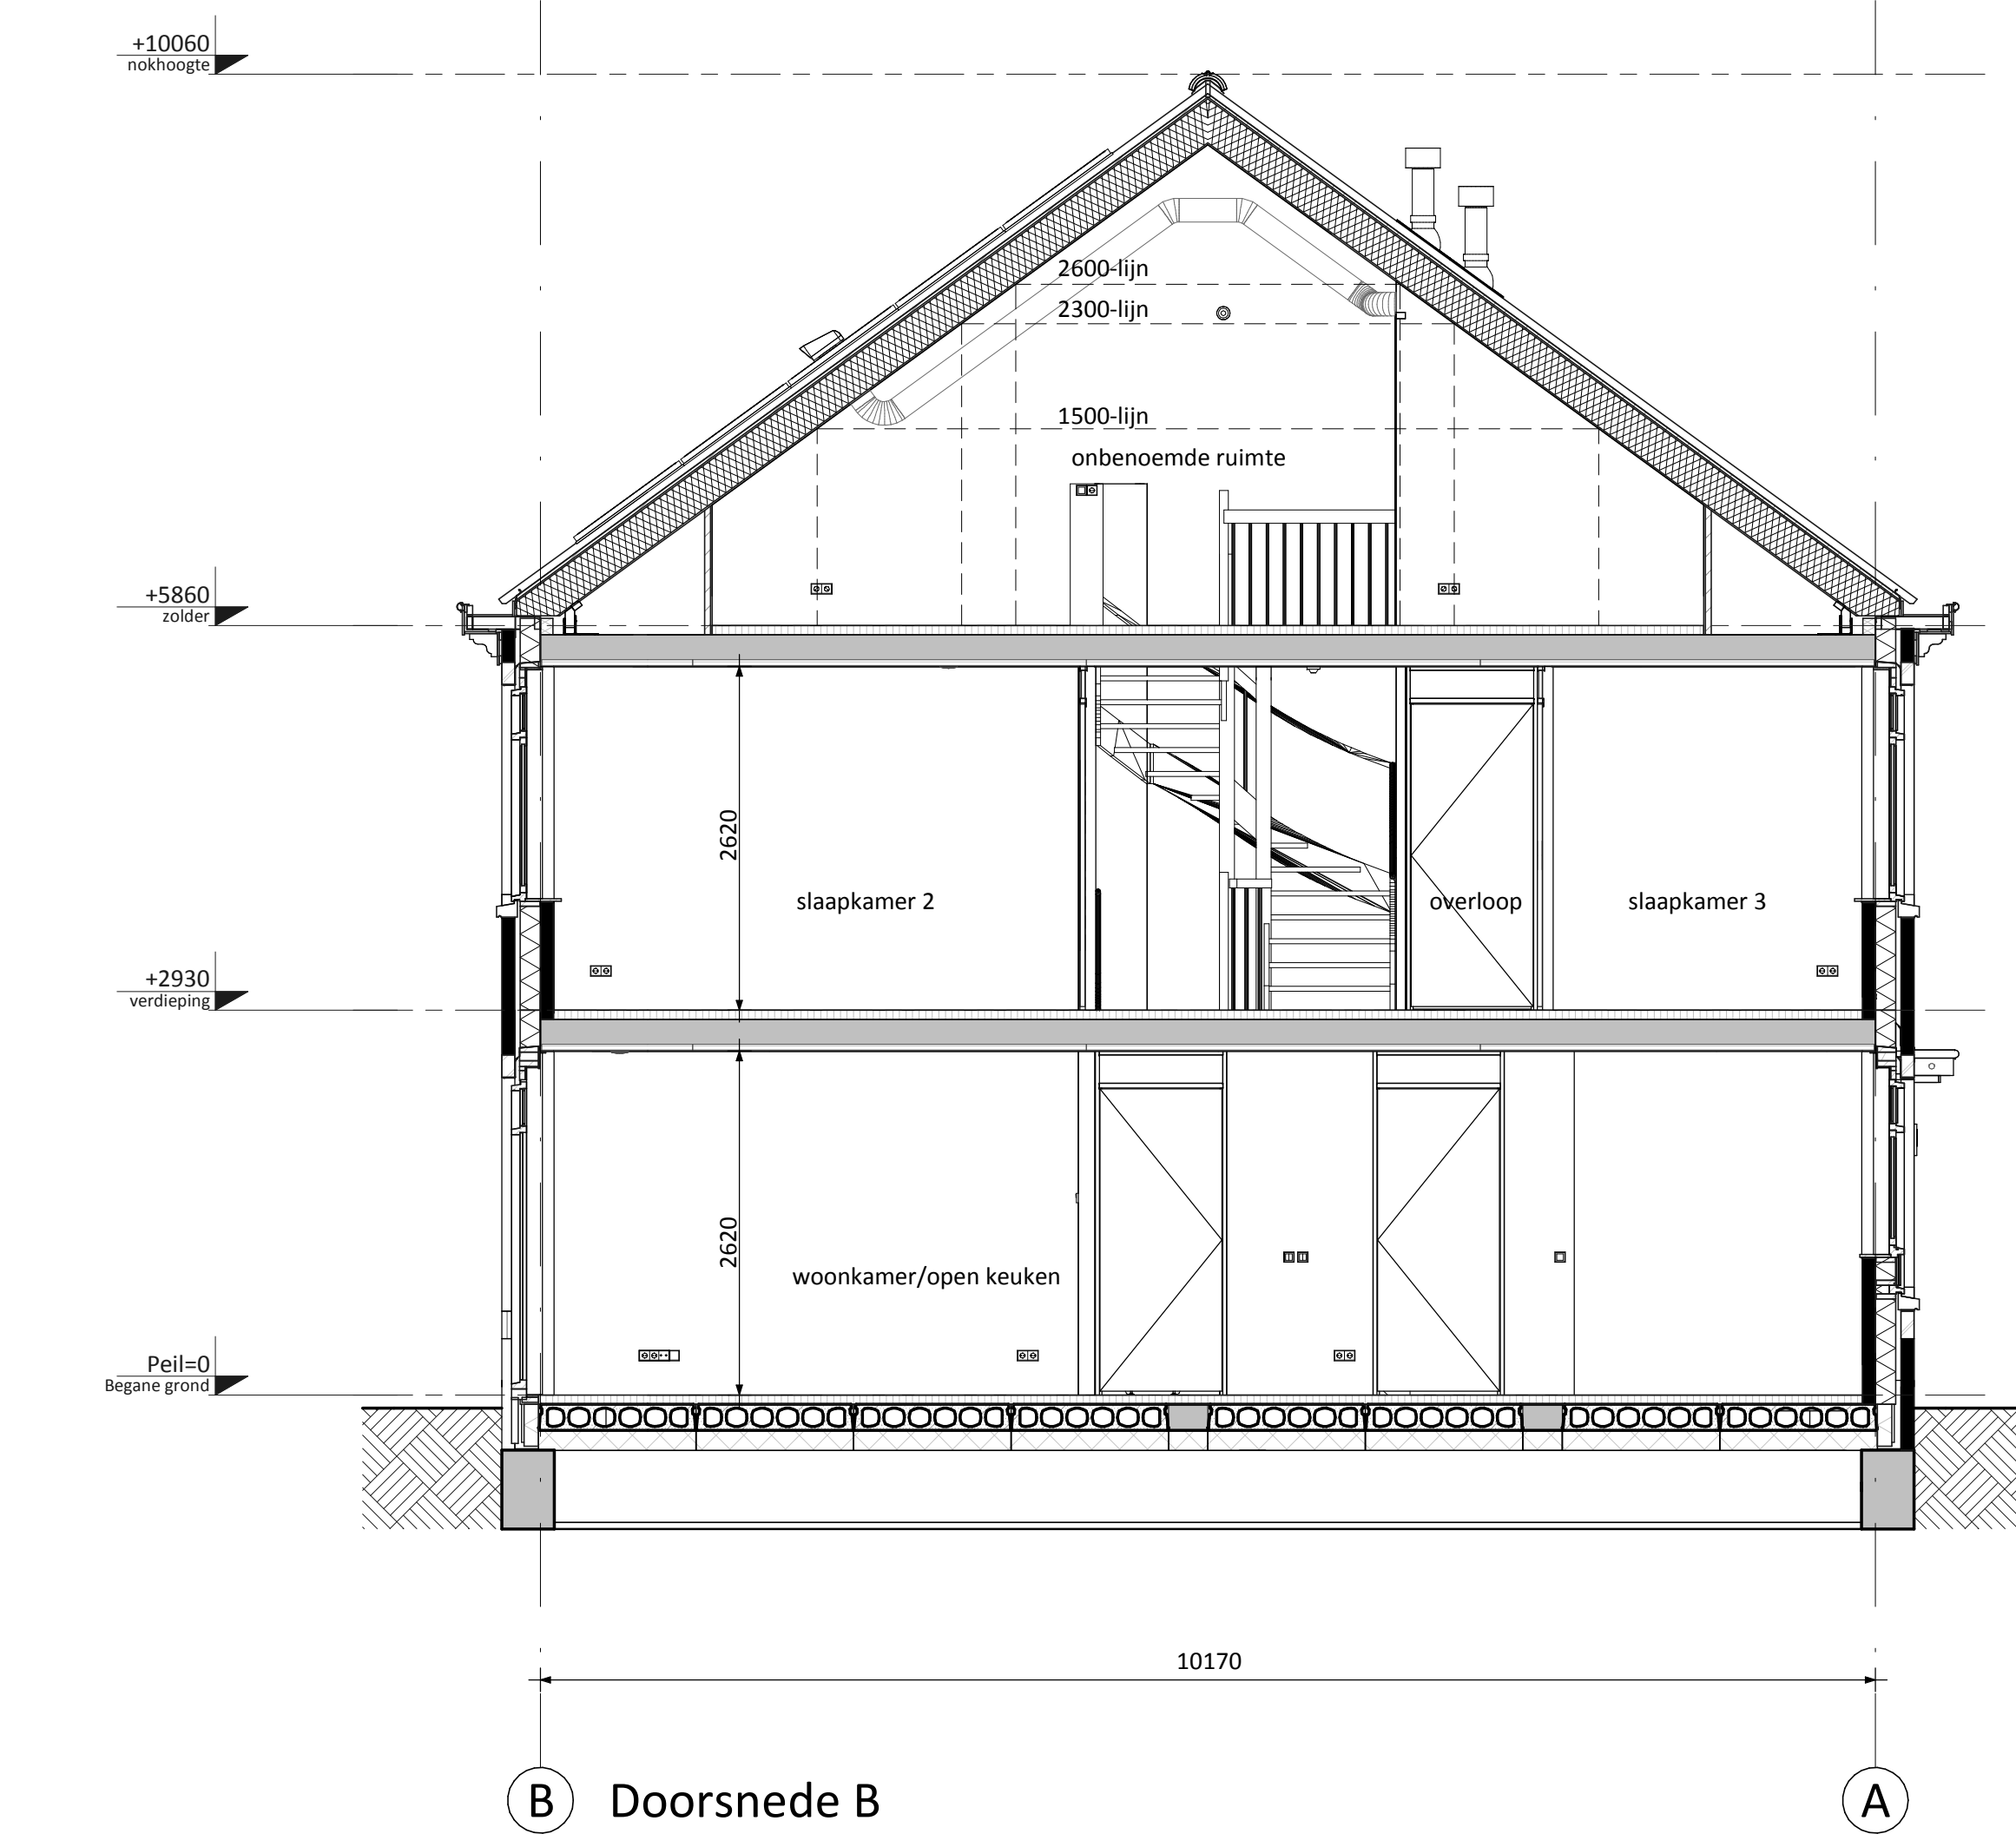 +10060
nokhoogte
2600-lijn
2300-lijn
1500-lijn
onbenoemde ruimte
+5860
zolder
2620
slaapkamer 2
overloop
slaapkamer 3
+2930
verdieping
2620
woonkamer/open keuken
Peil=0
Begane grond
10170
B
Doorsnede B
A